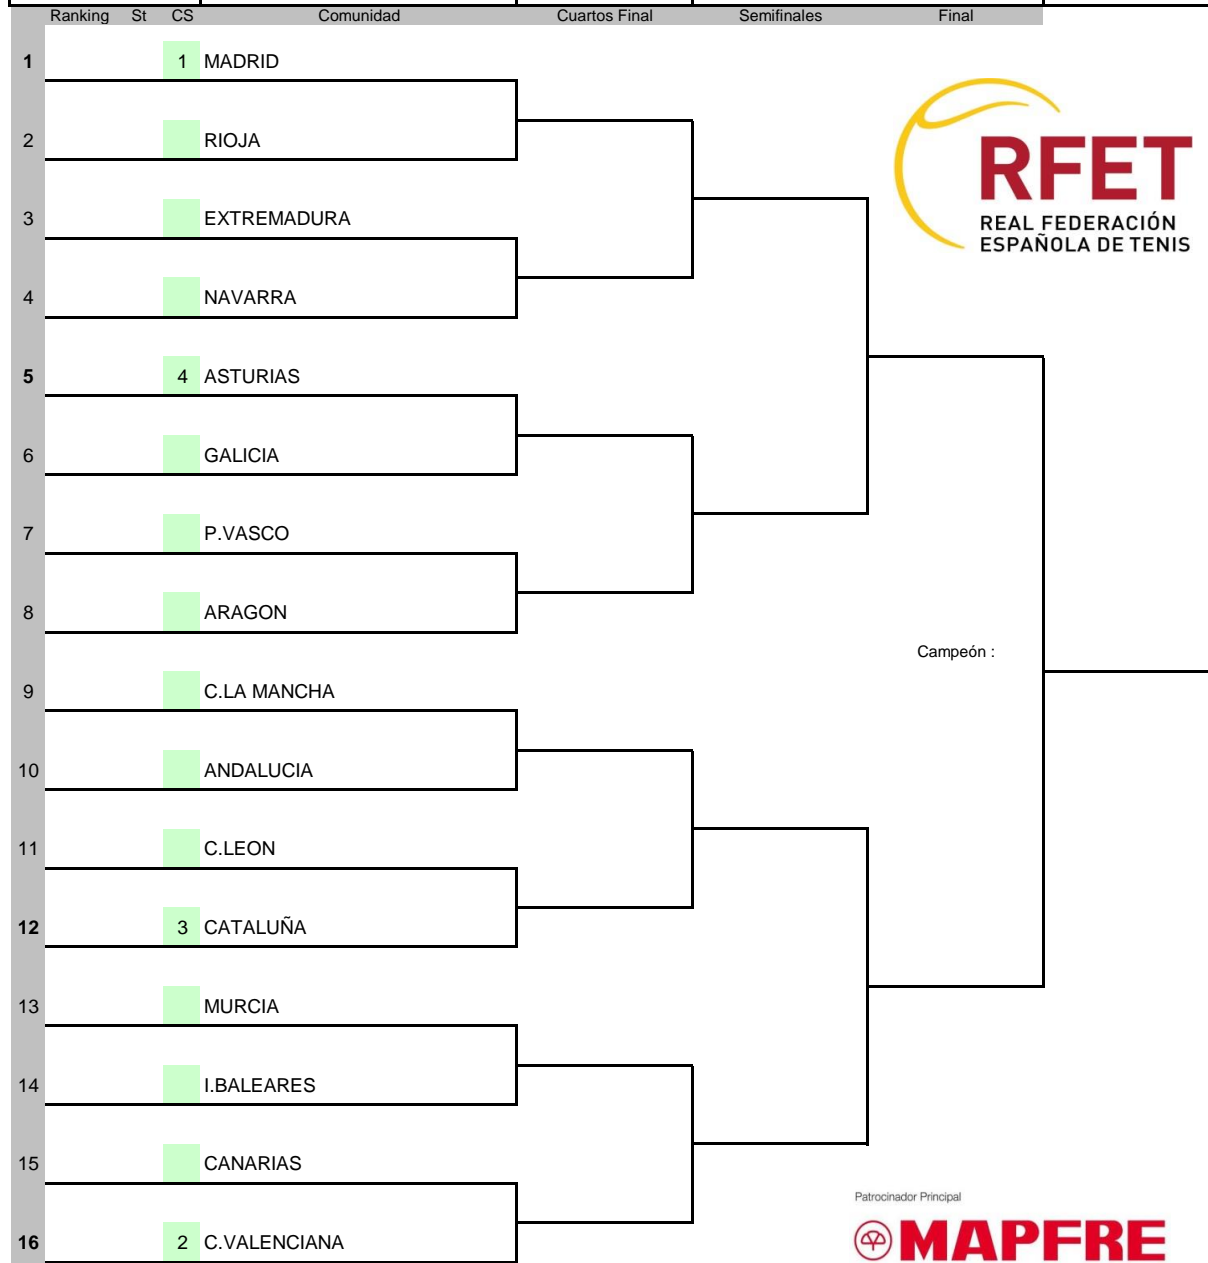 Ranking St CS Comunidad Cuartos Final Semifinales Final
1 1 MADRID
2 RIOJA
RFET
REAL FEDERACIÓN
ESPAÑOLA DE TENIS
3 EXTREMADURA
4 NAVARRA
5 4 ASTURIAS
6 GALICIA
7 P.VASCO
8 ARAGON
Campeón :
9 C.LA MANCHA
10 ANDALUCIA
11 C.LEON
12 3 CATALUÑA
13 MURCIA
14 I.BALEARES
15 CANARIAS
Patrocinador Principal
16 2 C.VALENCIANA
MAPFRE